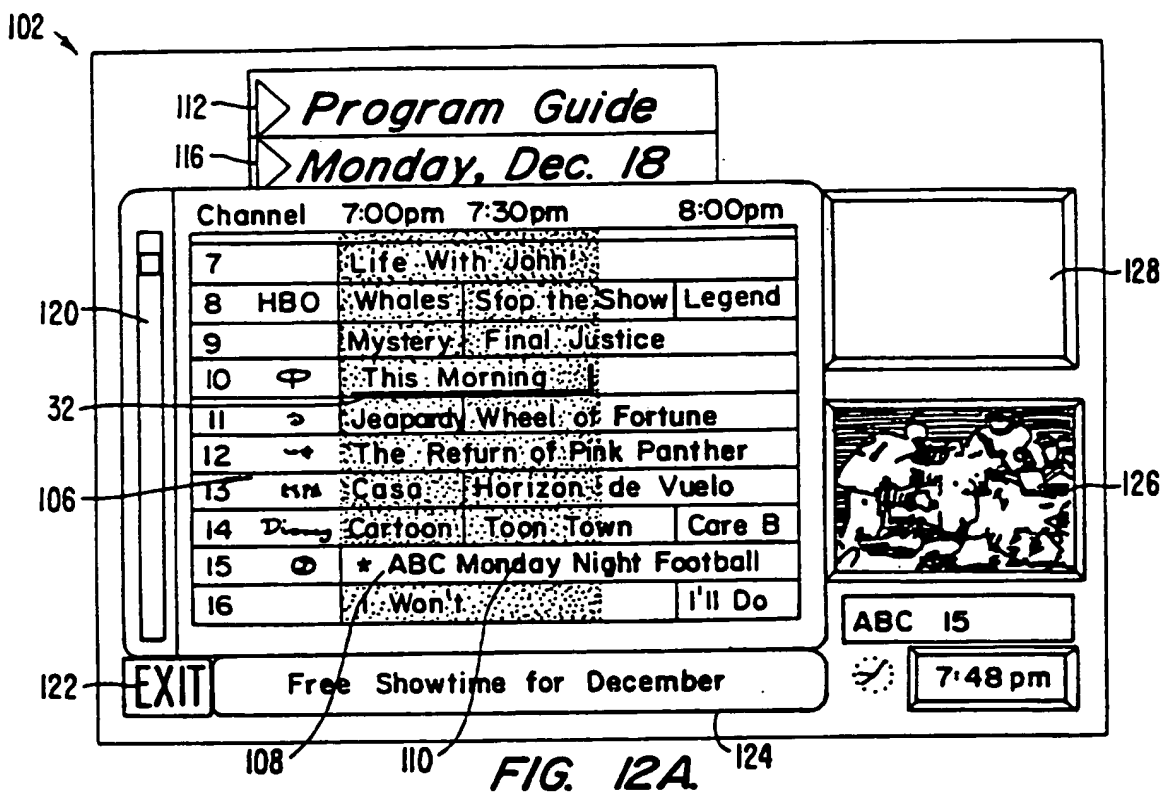 102
112 Program Guide
116 Monday, Dec. 18
Channel 7:00pm 7:30pm 8:00pm
7 Life With John
8 HBO Whales Stop the Show Legend
9 Mystery Final Justice
10 This Morning
11 Jeapardy Wheel of Fortune
12 The Return of Pink Panther
13 Casa Horizon de Vuelo
14 Disney Cartoon Toon Town Care B
15 * ABC Monday Night Football
16 I Won't I'll Do
120
32
106
128
126
ABC 15
7:48 pm
122 EXIT Free Showtime for December
108 110 124
FIG. 12A.